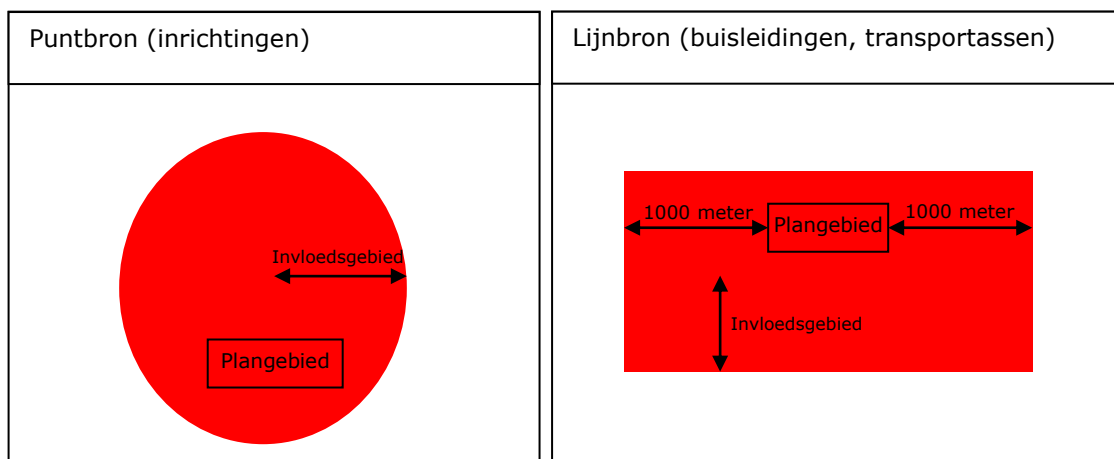 Puntbron (inrichtingen)
Invloedsgebied
Plangebied
Lijnbron (buisleidingen, transportassen)
1000 meter
Plangebied
1000 meter
Invloedsgebied